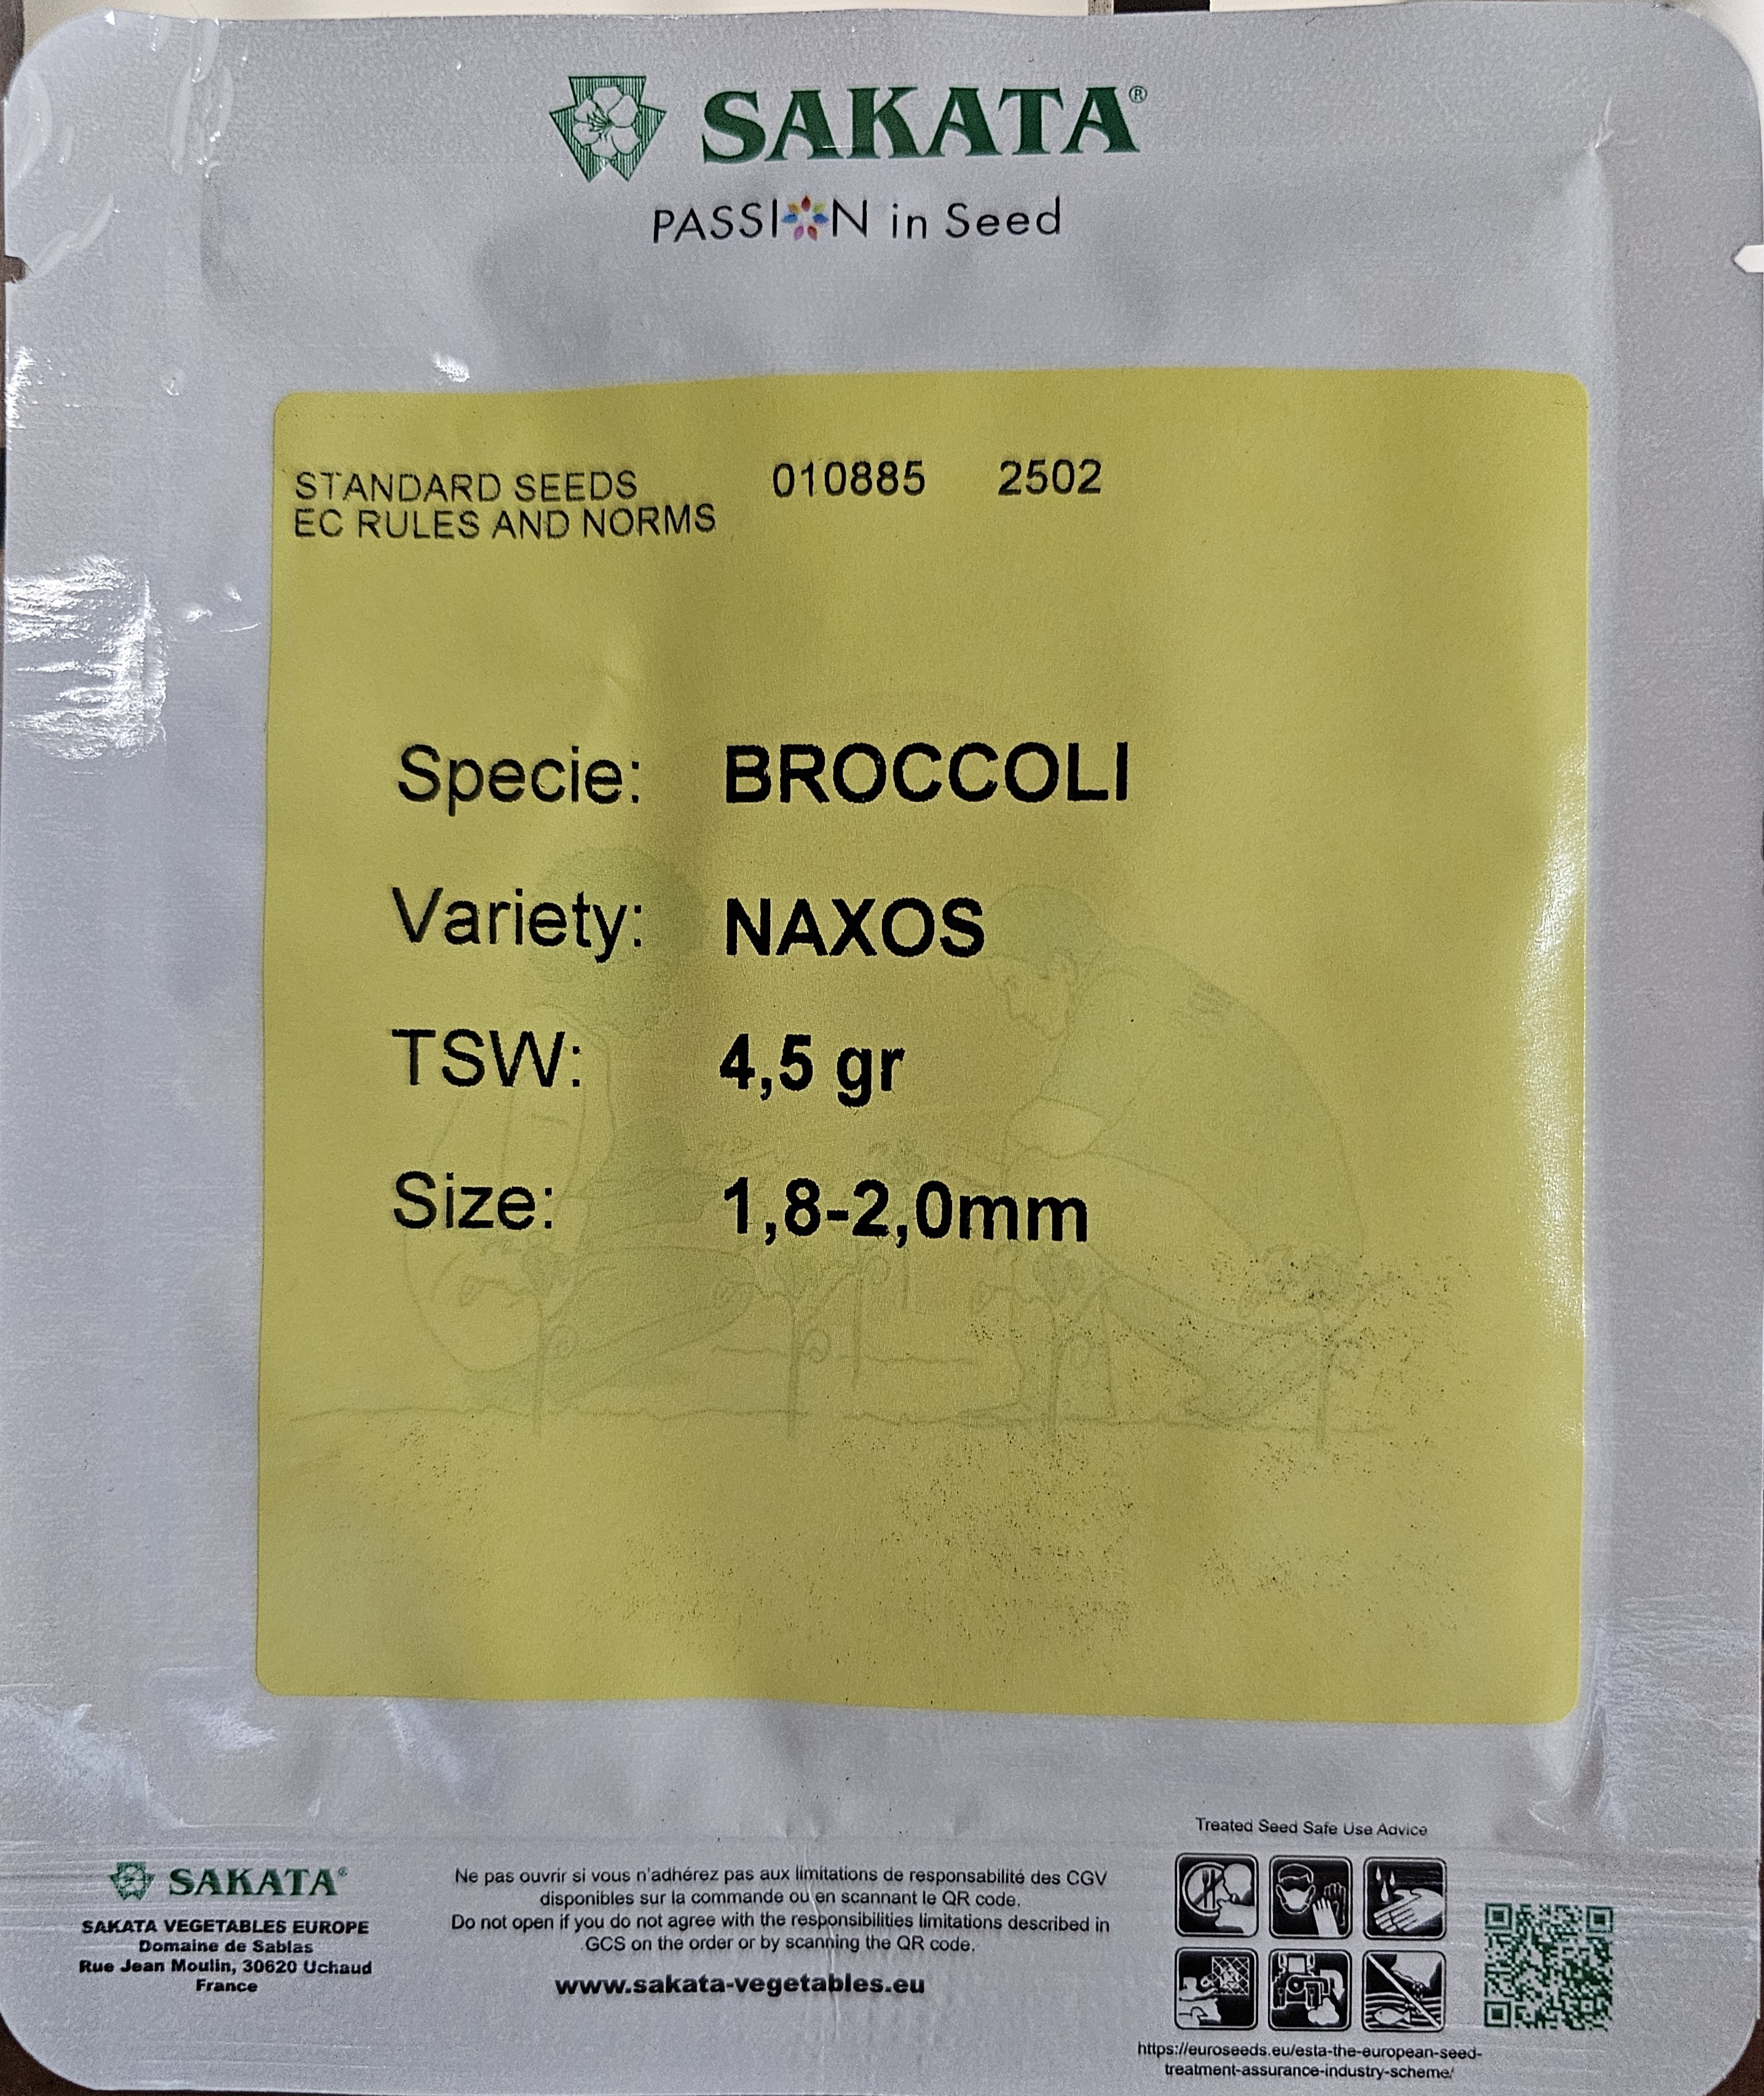 SAKATA®
PASSION in Seed
STANDARD SEEDS 010885 2502
EC RULES AND NORMS
Specie: BROCCOLI
Variety: NAXOS
TSW: 4,5 gr
Size: 1,8-2,0mm
Treated Seed Safe Use Advice
SAKATA®
SAKATA VEGETABLES EUROPE
Domaine de Sablas
Rue Jean Moulin, 30620 Uchaud
France
Ne pas ouvrir si vous n'adhérez pas aux limitations de responsabilité des CGV
disponibles sur la commande ou en scannant le QR code.
Do not open if you do not agree with the responsibilities limitations described in
GCS on the order or by scanning the QR code.
www.sakata-vegetables.eu
https://euroseeds.eu/esta-the-european-seed-
treatment-assurance-industry-scheme/